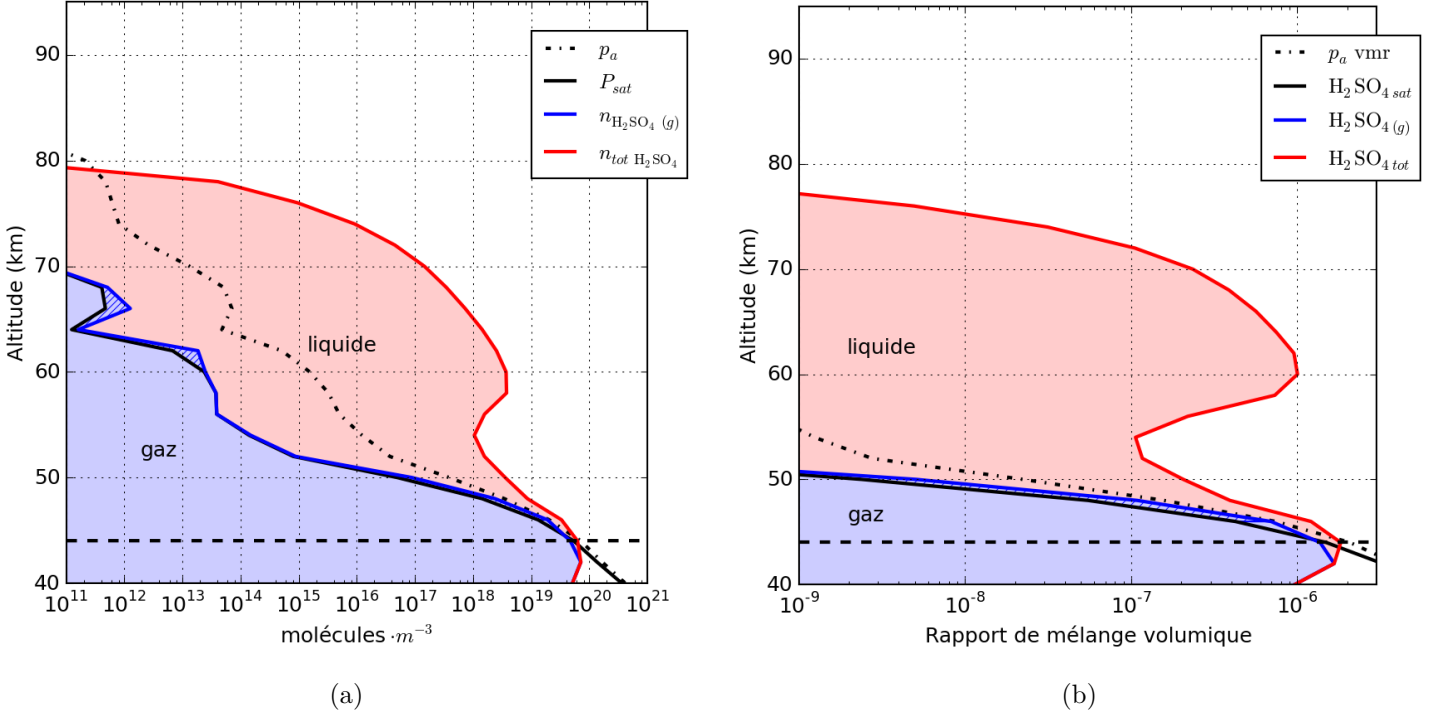 90
80
70
60
50
40
Altitude (km)
10^11 10^12 10^13 10^14 10^15 10^16 10^17 10^18 10^19 10^20 10^21
molécules ·m^−3
liquide
gaz
p_a
P_sat
n_H₂SO₄ (g)
n_tot H₂SO₄
(a)
90
80
70
60
50
40
Altitude (km)
10^-9 10^-8 10^-7 10^-6
Rapport de mélange volumique
liquide
gaz
p_a vmr
H₂SO₄ sat
H₂SO₄ (g)
H₂SO₄ tot
(b)